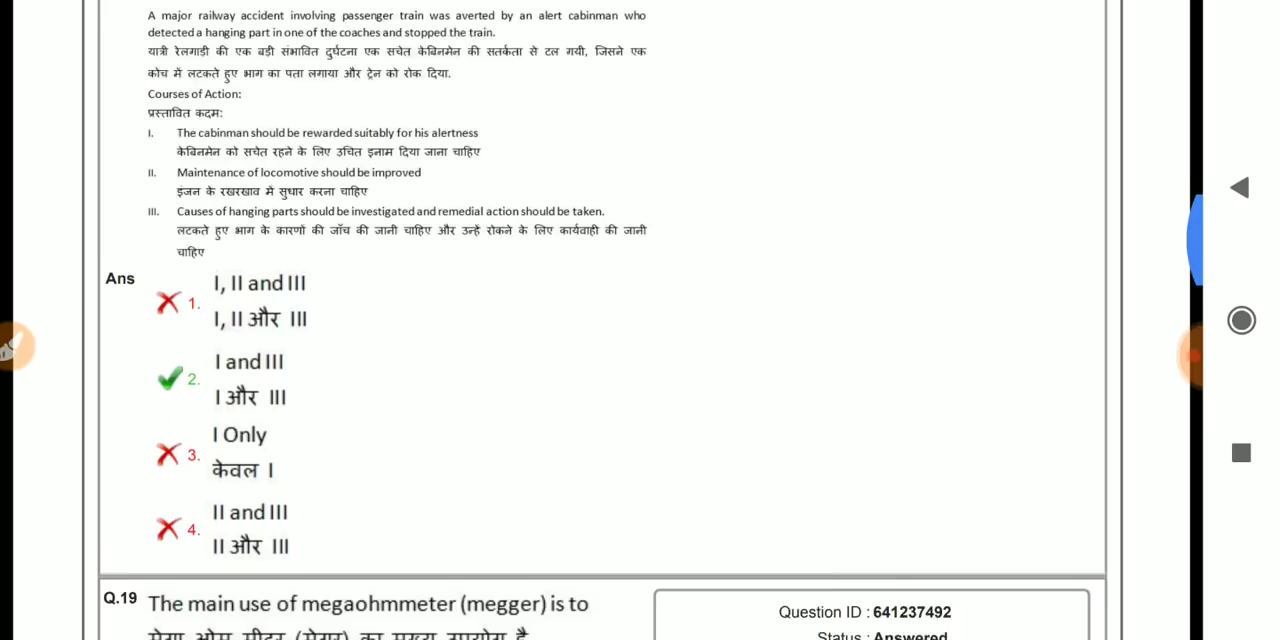 A major railway accident involving passenger train was averted by an alert cabinman who
detected a hanging part in one of the coaches and stopped the train.
यात्री रेलगाड़ी की एक बड़ी संभावित दुर्घटना एक सचेत केबिनमेन की सतर्कता से टल गयी, जिसने एक
कोच में लटकते हुए भाग का पता लगाया और ट्रेन को रोक दिया.
Courses of Action:
प्रस्तावित कदम:
I. The cabinman should be rewarded suitably for his alertness
केबिनमेन को सचेत रहने के लिए उचित इनाम दिया जाना चाहिए
II. Maintenance of locomotive should be improved
इंजन के रखरखाव में सुधार करना चाहिए
III. Causes of hanging parts should be investigated and remedial action should be taken.
लटकते हुए भाग के कारणों की जाँच की जानी चाहिए और उन्हें रोकने के लिए कार्यवाही की जानी
चाहिए
Ans
1. I, II and III
I, II और III
2. I and III
I और III
3. I Only
केवल I
4. II and III
II और III
Q.19 The main use of megaohmmeter (megger) is to
मेगा ओम मीटर (मेगर) का मुख्य उपयोग है
Question ID : 641237492
Status : Answered